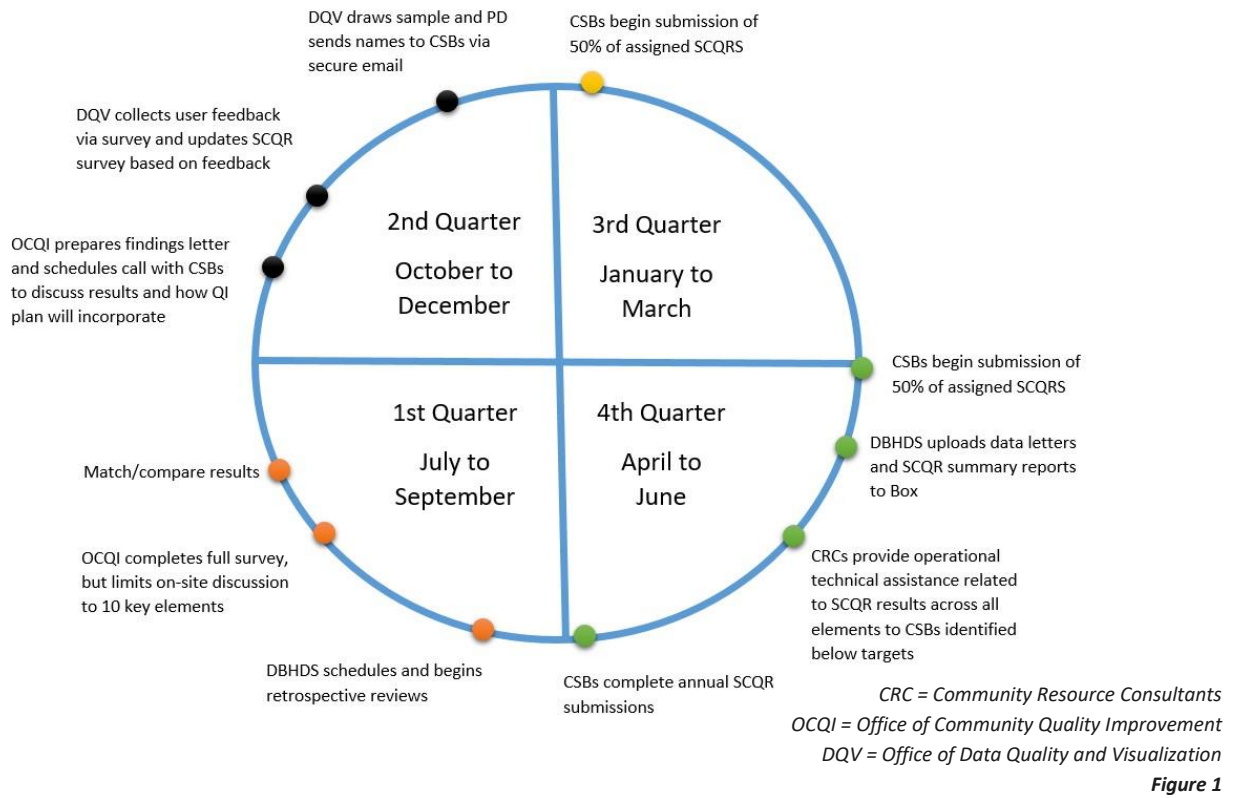 DQV draws sample and PD
sends names to CSBs via
secure email
CSBs begin submission of
50% of assigned SCQRS
DQV collects user feedback
via survey and updates SCQR
survey based on feedback
OCQI prepares findings letter
and schedules call with CSBs
to discuss results and how QI
plan will incorporate
2nd Quarter
October to
December
3rd Quarter
January to
March
CSBs begin submission of
50% of assigned SCQRS
1st Quarter
July to
September
4th Quarter
April to
June
DBHDS uploads data letters
and SCQR summary reports
to Box
Match/compare results
OCQI completes full survey,
but limits on-site discussion
to 10 key elements
CRCs provide operational
technical assistance related
to SCQR results across all
elements to CSBs identified
below targets
DBHDS schedules and begins
retrospective reviews
CSBs complete annual SCQR
submissions
CRC = Community Resource Consultants
OCQI = Office of Community Quality Improvement
DQV = Office of Data Quality and Visualization
Figure 1